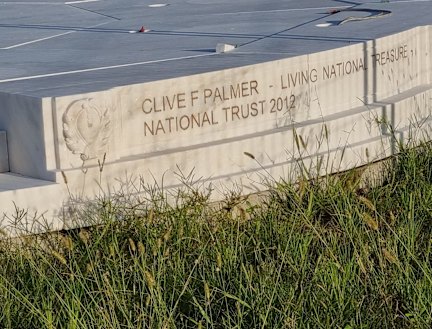 CLIVE F PALMER - LIVING NATIONAL TREASURE -
NATIONAL TRUST 2012